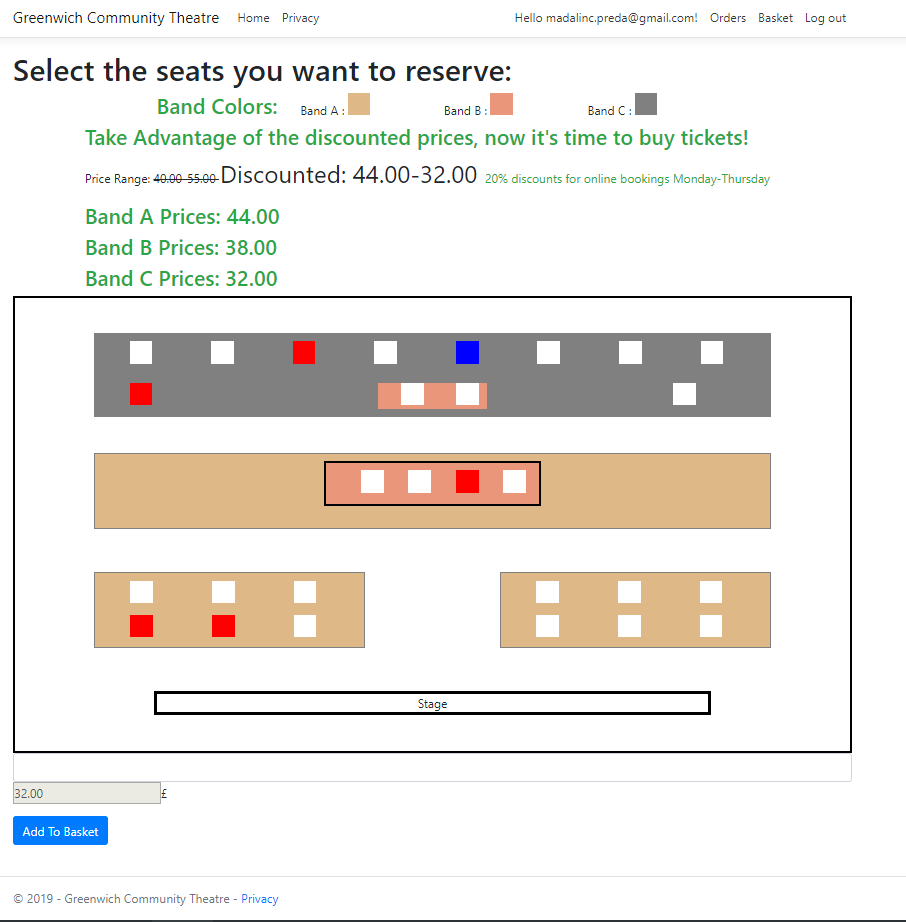 Greenwich Community Theatre Home Privacy Hello madalinc.preda@gmail.com! Orders Basket Log out
Select the seats you want to reserve:
Band Colors: Band A : Band B : Band C :
Take Advantage of the discounted prices, now it's time to buy tickets!
Price Range: 40.00-55.00 Discounted: 44.00-32.00 20% discounts for online bookings Monday-Thursday
Band A Prices: 44.00
Band B Prices: 38.00
Band C Prices: 32.00
Stage
32.00 £
Add To Basket
© 2019 - Greenwich Community Theatre - Privacy